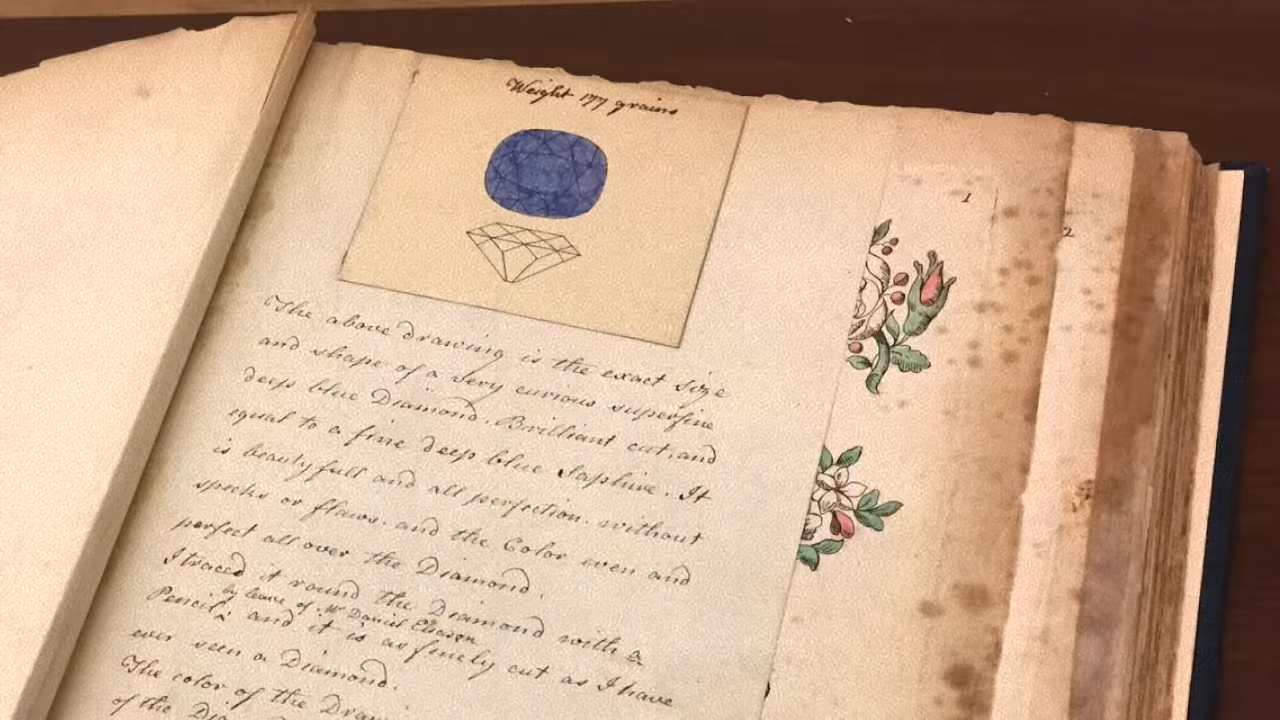 Weight 177 grains
1
2
The above drawing is the exact size
and shape of a very curious superfine
deep blue Diamond. Brilliant cut, and
equal to a fine deep blue Saphire. It
is beautyfull and all perfection. without
specks or flaws. and the Color even and
perfect all over the Diamond.
I traced it round the Diamond with a
by leave of Mr Daniel Eliason
Pencil; and it is as finely cut as I have
ever seen a Diamond.
The color of the
of the